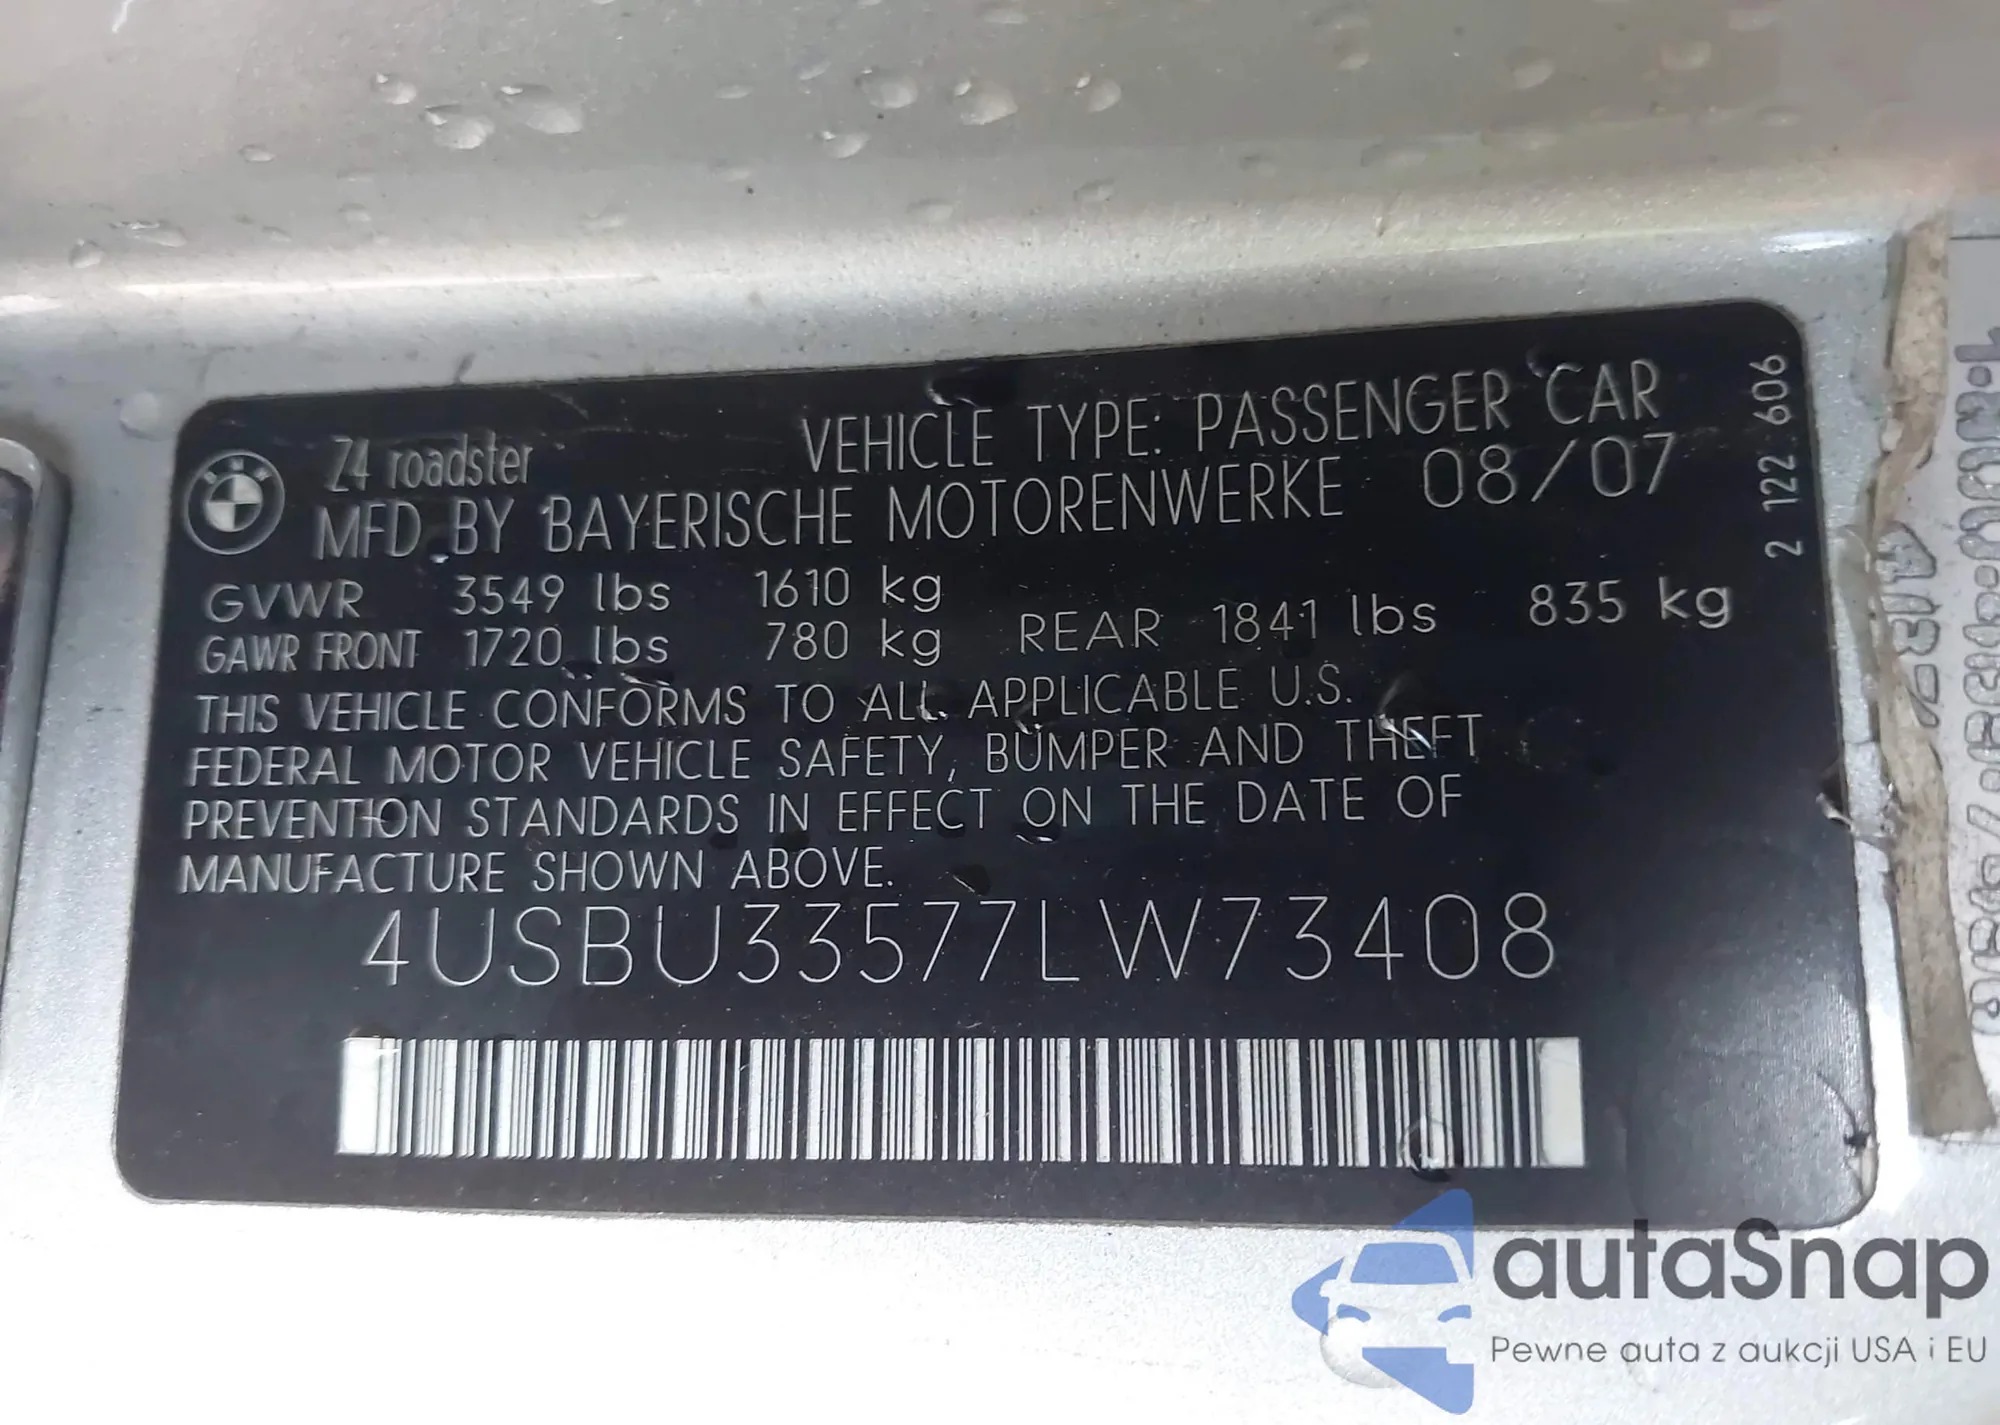 Z4 roadster VEHICLE TYPE: PASSENGER CAR
MFD BY BAYERISCHE MOTORENWERKE 08/07
GVWR 3549 lbs 1610 kg
GAWR FRONT 1720 lbs 780 kg REAR 1841 lbs 835 kg
THIS VEHICLE CONFORMS TO ALL APPLICABLE U.S.
FEDERAL MOTOR VEHICLE SAFETY, BUMPER AND THEFT
PREVENTION STANDARDS IN EFFECT ON THE DATE OF
MANUFACTURE SHOWN ABOVE.
4USBU33577LW73408
2 122 606
autaSnap
Pewne auta z aukcji USA i EU